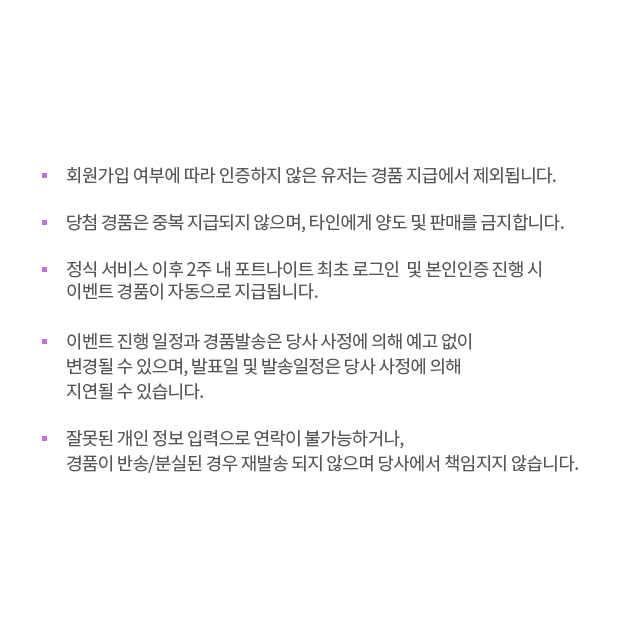 회원가입 여부에 따라 인증하지 않은 유저는 경품 지급에서 제외됩니다.
당첨 경품은 중복 지급되지 않으며, 타인에게 양도 및 판매를 금지합니다.
정식 서비스 이후 2주 내 포트나이트 최초 로그인 및 본인인증 진행 시
이벤트 경품이 자동으로 지급됩니다.
이벤트 진행 일정과 경품발송은 당사 사정에 의해 예고 없이
변경될 수 있으며, 발표일 및 발송일정은 당사 사정에 의해
지연될 수 있습니다.
잘못된 개인 정보 입력으로 연락이 불가능하거나,
경품이 반송/분실된 경우 재발송 되지 않으며 당사에서 책임지지 않습니다.